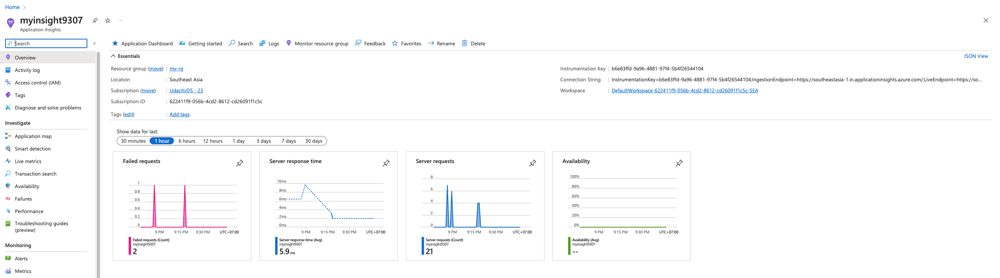 Home
myinsight9307
Application Insights
Search
Overview
Activity log
Access control (IAM)
Tags
Diagnose and solve problems
Investigate
Application map
Smart detection
Live metrics
Transaction search
Availability
Failures
Performance
Troubleshooting guides
(preview)
Monitoring
Alerts
Metrics
Application Dashboard Getting started Search Logs Monitor resource group Feedback Favorites Rename Delete
Essentials
JSON View
Resource group (move) : my-rg
Location : Southeast Asia
Subscription (move) : UdacityDS - 23
Subscription ID : 622411f9-056b-4cd2-8612-cd26091f1c5c
Tags (edit) : Add tags
Instrumentation Key : b6e83ffd-9a96-4881-97f4-5b4f26544104
Connection String : InstrumentationKey=b6e83ffd-9a96-4881-97f4-5b4f26544104;IngestionEndpoint=https://southeastasia-1.in.applicationinsights.azure.com/;LiveEndpoint=https://so...
Workspace : DefaultWorkspace-622411f9-056b-4cd2-8612-cd26091f1c5c-SEA
Show data for last:
30 minutes 1 hour 6 hours 12 hours 1 day 3 days 7 days 30 days
Failed requests
1
0.8
0.6
0.4
0.2
0
9 PM 9:15 PM 9:30 PM UTC+07:00
Failed requests (Count)
myinsight9307
2
Server response time
10ms
8ms
6ms
4ms
2ms
0ms
9 PM 9:15 PM 9:30 PM UTC+07:00
Server response time (Avg)
myinsight9307
5.9 ms
Server requests
8
6
4
2
0
9 PM 9:15 PM 9:30 PM UTC+07:00
Server requests (Count)
myinsight9307
21
Availability
100%
80%
60%
40%
20%
0%
9 PM 9:15 PM 9:30 PM UTC+07:00
Availability (Avg)
myinsight9307
--